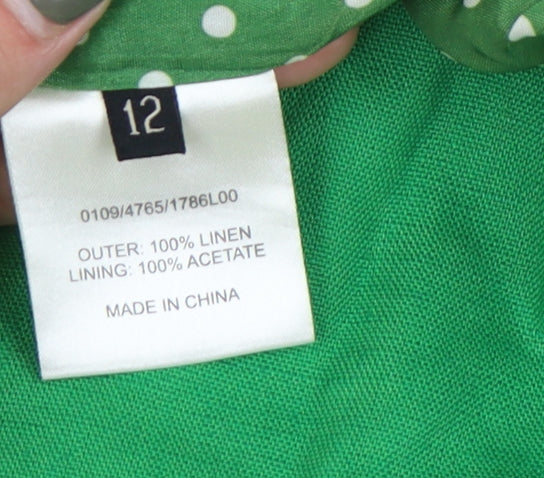 12
0109/4765/1786L00
OUTER: 100% LINEN
LINING: 100% ACETATE
MADE IN CHINA